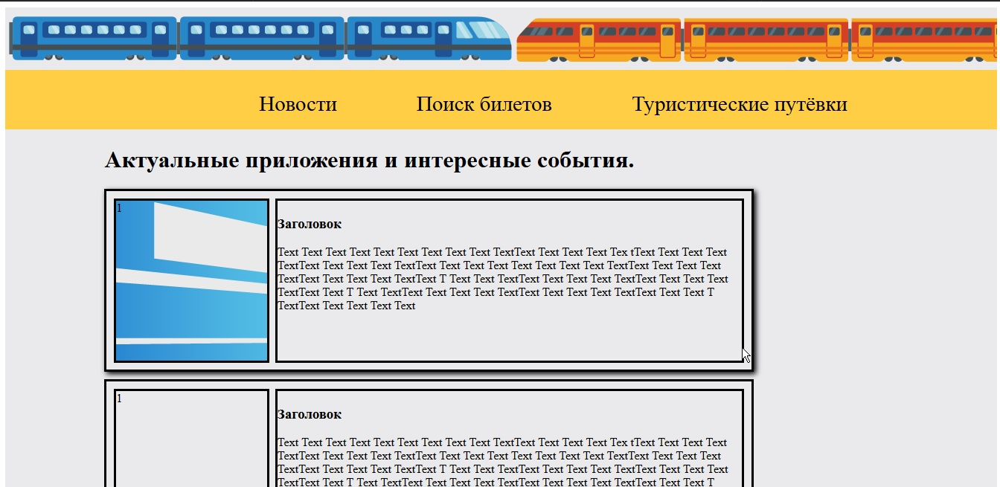 Новости Поиск билетов Туристические путёвки
Актуальные приложения и интересные события.
1
Заголовок
Text Text Text Text Text Text Text Text Text TextText Text Text Text Tex tText Text Text Text
TextText Text Text Text TextText Text Text Text Text Text Text Text TextText Text Text Text
TextText Text Text Text TextText T Text Text TextText Text Text Text TextText Text Text Text
TextText Text T Text TextText Text Text Text TextText Text Text Text TextText Text Text T
TextText Text Text Text Text
1
Заголовок
Text Text Text Text Text Text Text Text Text TextText Text Text Text Tex tText Text Text Text
TextText Text Text Text TextText Text Text Text Text Text Text Text TextText Text Text Text
TextText Text Text Text TextText T Text Text TextText Text Text Text TextText Text Text Text
TextText Text T Text TextText Text Text Text TextText Text Text Text TextText Text Text T